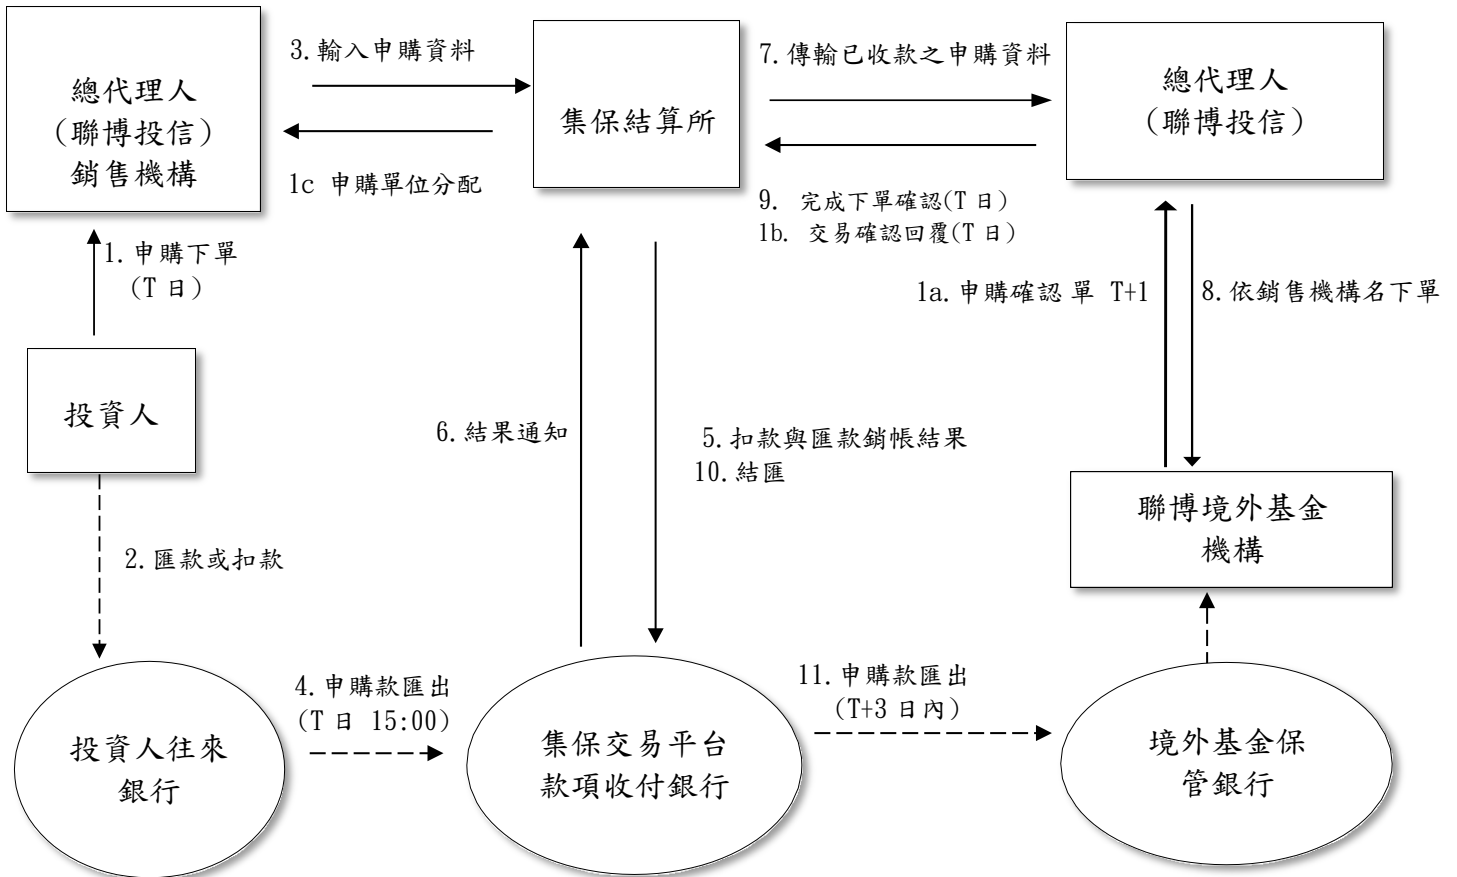 總代理人
(聯博投信)
銷售機構
3.輸入申購資料
1c 申購單位分配
集保結算所
7.傳輸已收款之申購資料
9. 完成下單確認(T日)
1b. 交易確認回覆(T日)
總代理人
(聯博投信)
1.申購下單
(T日)
1a.申購確認單 T+1
8.依銷售機構名下單
投資人
6.結果通知
5.扣款與匯款銷帳結果
10.結匯
聯博境外基金
機構
2.匯款或扣款
投資人往來
銀行
4.申購款匯出
(T日 15:00)
集保交易平台
款項收付銀行
11.申購款匯出
(T+3日內)
境外基金保
管銀行